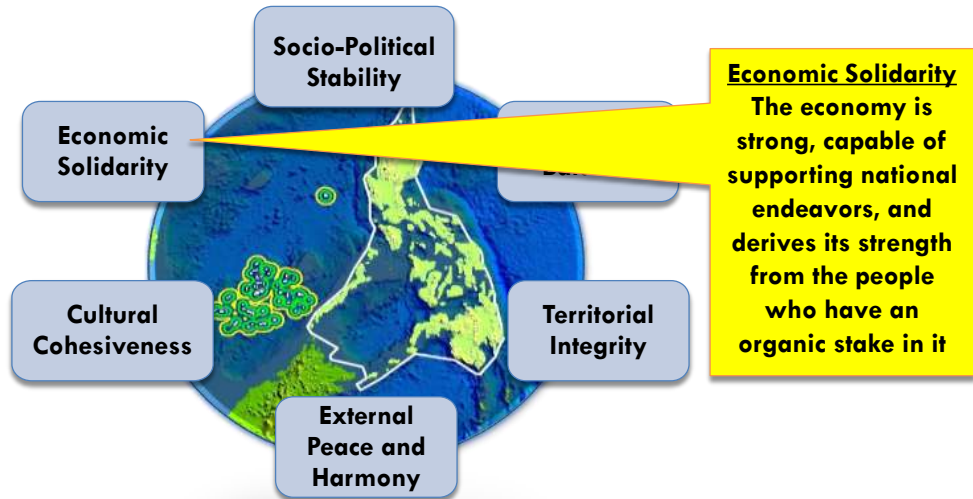 Socio-Political
Stability
Economic
Solidarity
Cultural
Cohesiveness
External
Peace and
Harmony
Territorial
Integrity
Economic Solidarity
The economy is
strong, capable of
supporting national
endeavors, and
derives its strength
from the people
who have an
organic stake in it